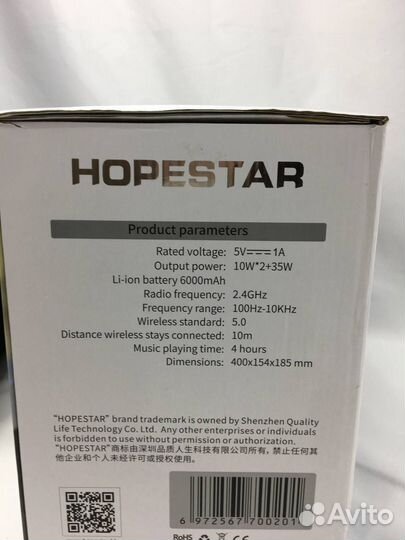 HOPESTAR
Product parameters
Rated voltage: 5V⎓1A
Output power: 10W*2+35W
Li-ion battery 6000mAh
Radio frequency: 2.4GHz
Frequency range: 100Hz-10KHz
Wireless standard: 5.0
Distance wireless stays connected: 10m
Music playing time: 4 hours
Dimensions: 400x154x185 mm
"HOPESTAR" brand trademark is owned by Shenzhen Quality
Life Technology Co. Ltd., Any other enterprises or individuals
is forbidden to use without permission or authorization.
"HOPESTAR"商标由深圳品质人生科技有限公司所有,禁止任何其
他企业和个人未经许可或授权使用。
6 972567 700201
RoHS
FC
CE
Avito